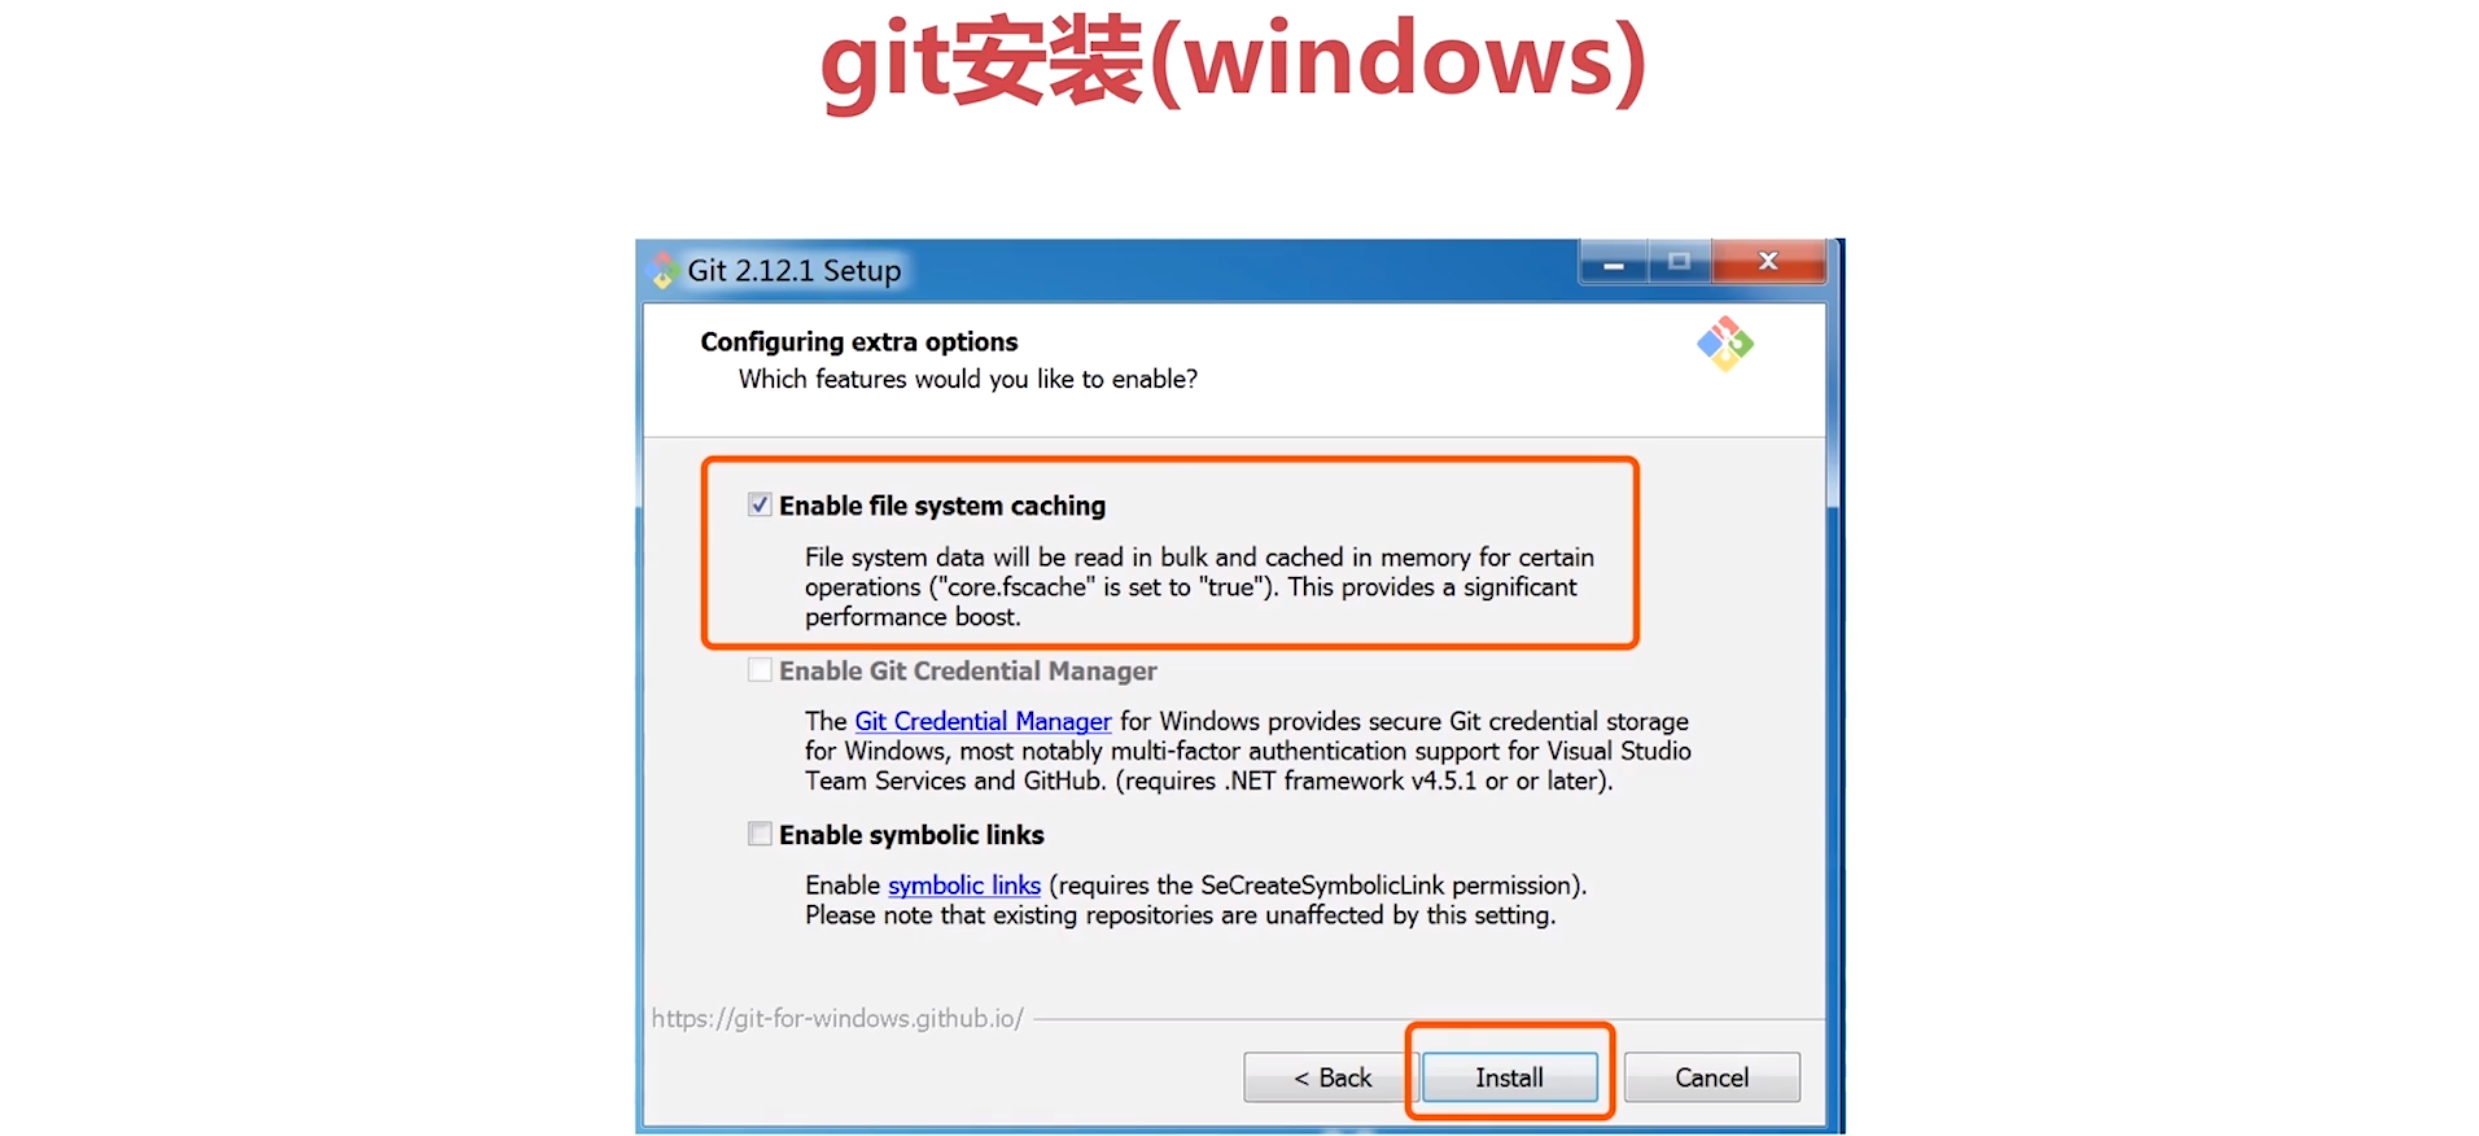 git安装(windows)
Git 2.12.1 Setup
Configuring extra options
Which features would you like to enable?
Enable file system caching
File system data will be read in bulk and cached in memory for certain
operations ("core.fscache" is set to "true"). This provides a significant
performance boost.
Enable Git Credential Manager
The Git Credential Manager for Windows provides secure Git credential storage
for Windows, most notably multi-factor authentication support for Visual Studio
Team Services and GitHub. (requires .NET framework v4.5.1 or or later).
Enable symbolic links
Enable symbolic links (requires the SeCreateSymbolicLink permission).
Please note that existing repositories are unaffected by this setting.
https://git-for-windows.github.io/
< Back Install Cancel